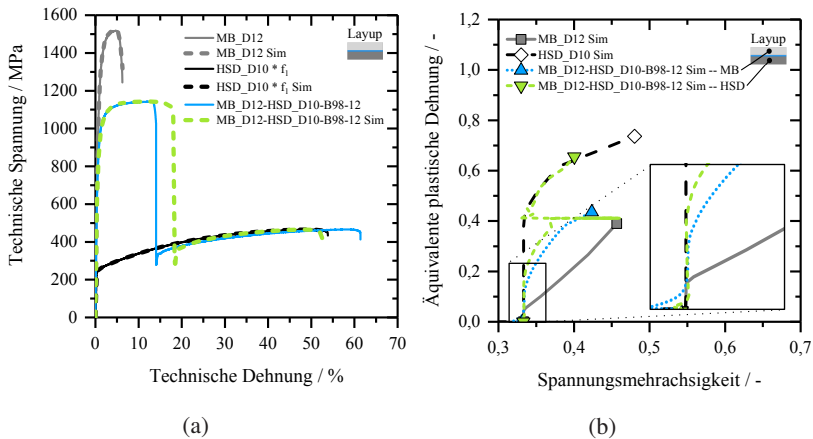 1600
1400
1200
1000
800
600
400
200
0
Technische Spannung / MPa
MB_D12
MB_D12 Sim
HSD_D10 * f₁
HSD_D10 * f₁ Sim
MB_D12-HSD_D10-B98-12
MB_D12-HSD_D10-B98-12 Sim
Layup
0 10 20 30 40 50 60 70
Technische Dehnung / %
(a)
1,2
1,0
0,8
0,6
0,4
0,2
0,0
Äquivalente plastische Dehnung / -
MB_D12 Sim
HSD_D10 Sim
MB_D12-HSD_D10-B98-12 Sim -- MB
MB_D12-HSD_D10-B98-12 Sim -- HSD
Layup
0,3 0,4 0,5 0,6 0,7
Spannungsmehrachsigkeit / -
(b)